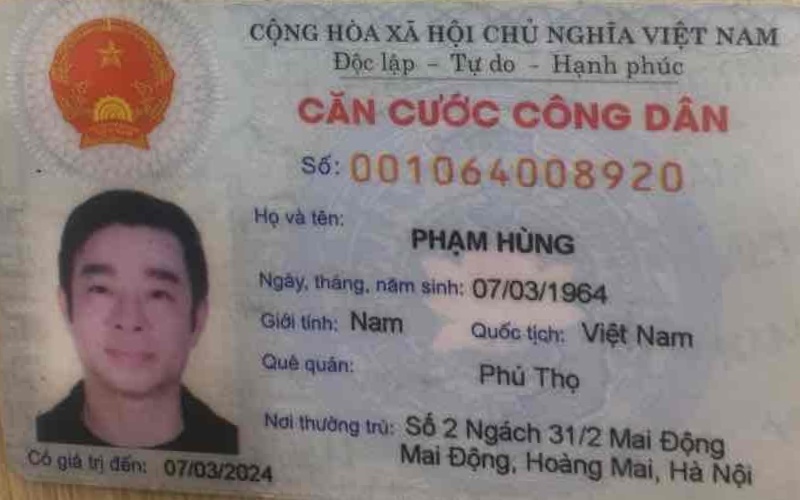 CỘNG HÒA XÃ HỘI CHỦ NGHĨA VIỆT NAM
Độc lập - Tự do - Hạnh phúc
CĂN CƯỚC CÔNG DÂN
Số: 001064008920
Họ và tên:
PHẠM HÙNG
Ngày, tháng, năm sinh: 07/03/1964
Giới tính: Nam Quốc tịch: Việt Nam
Quê quán:
Phú Thọ
Nơi thường trú: Số 2 Ngách 31/2 Mai Động
Mai Động, Hoàng Mai, Hà Nội
Có giá trị đến: 07/03/2024